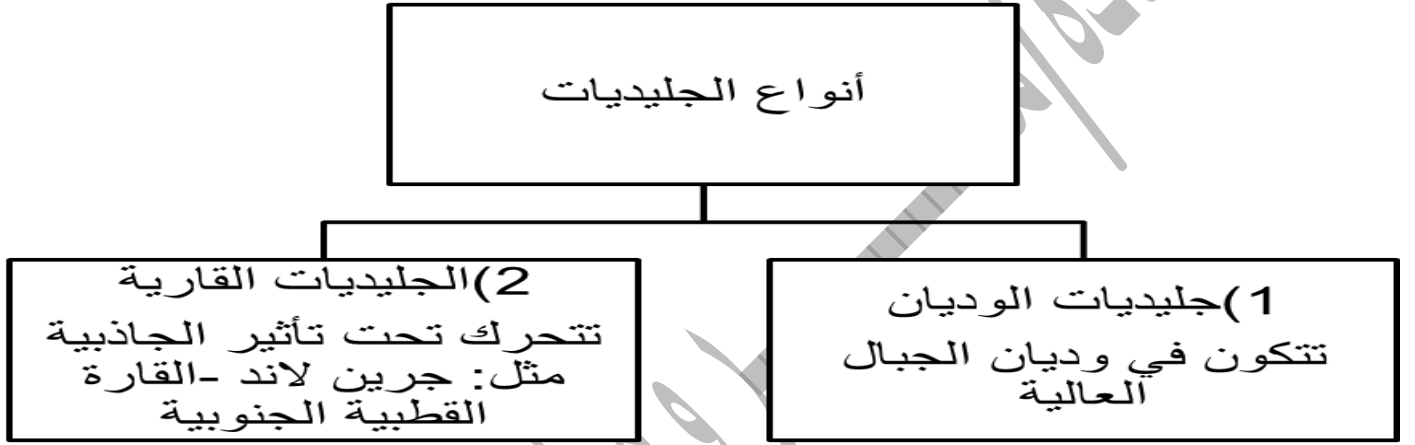 أنواع الجليديات
1)جليديات الوديان
تتكون في وديان الجبال
العالية
2)الجليديات القارية
تتحرك تحت تأثير الجاذبية
مثل: جرين لاند -القارة
القطبية الجنوبية